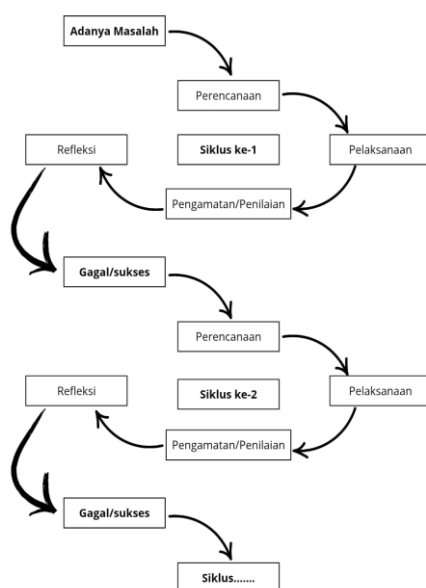 Adanya Masalah
Perencanaan
Refleksi
Siklus ke-1
Pelaksanaan
Pengamatan/Penilaian
Gagal/sukses
Perencanaan
Refleksi
Siklus ke-2
Pelaksanaan
Pengamatan/Penilaian
Gagal/sukses
Siklus.......